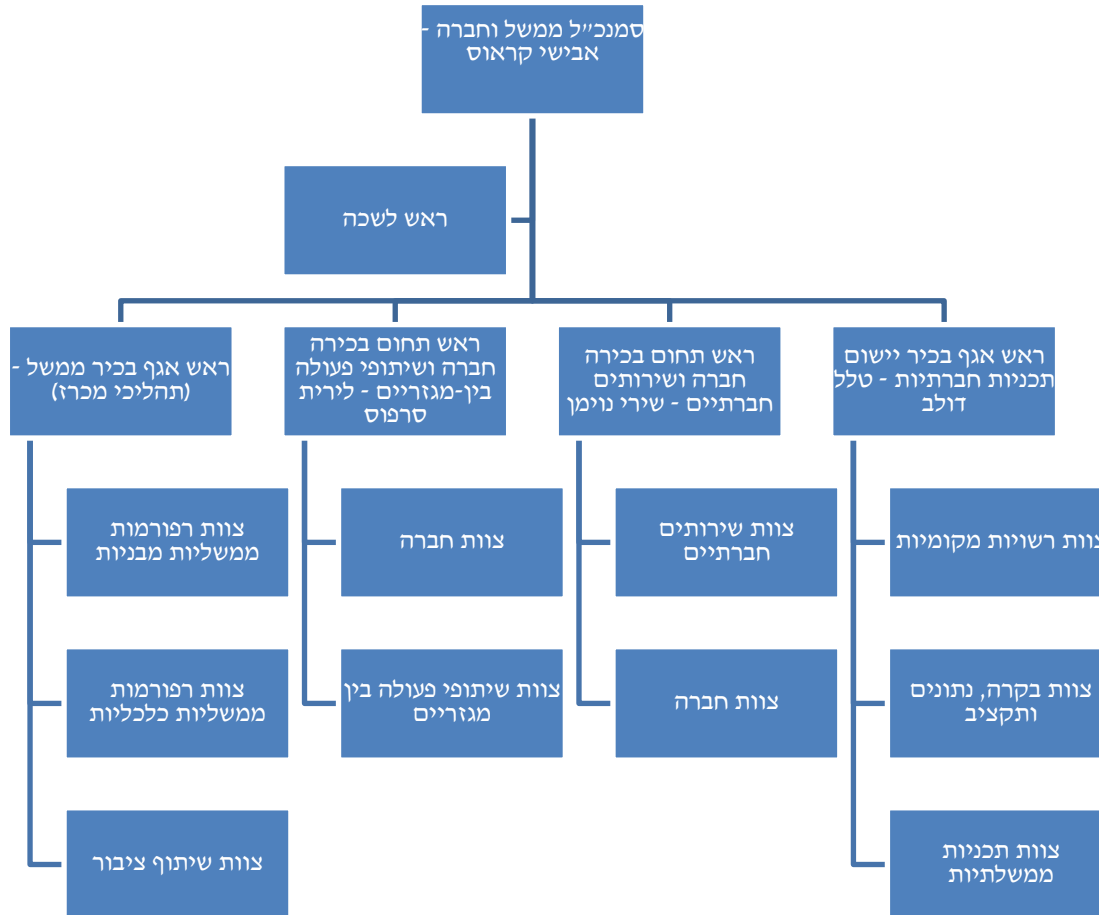 סמנכ״ל ממשל וחברה -
אבישי קראוס
ראש לשכה
ראש אגף בכיר יישום
תכניות חברתיות - טלל
דולב
ראש תחום בכירה
חברה ושירותים
חברתיים - שירי נוימן
ראש תחום בכירה
חברה ושיתופי פעולה
בין-מגזריים - לירית
סרפוס
ראש אגף בכיר ממשל -
(תהליכי מכרז)
צוות רשויות מקומיות
צוות בקרה, נתונים
ותקציב
צוות תכניות
ממשלתיות
צוות שירותים
חברתיים
צוות חברה
צוות חברה
צוות שיתופי פעולה בין
מגזריים
צוות רפורמות
ממשליות מבניות
צוות רפורמות
ממשליות כלכליות
צוות שיתוף ציבור